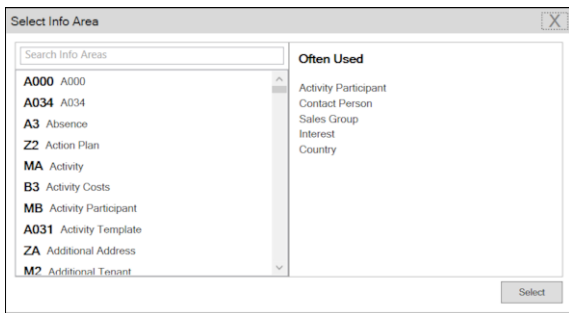 Select Info Area
X
Search Info Areas
A000 A000
A034 A034
A3 Absence
Z2 Action Plan
MA Activity
B3 Activity Costs
MB Activity Participant
A031 Activity Template
ZA Additional Address
M2 Additional Tenant
Often Used
Activity Participant
Contact Person
Sales Group
Interest
Country
Select